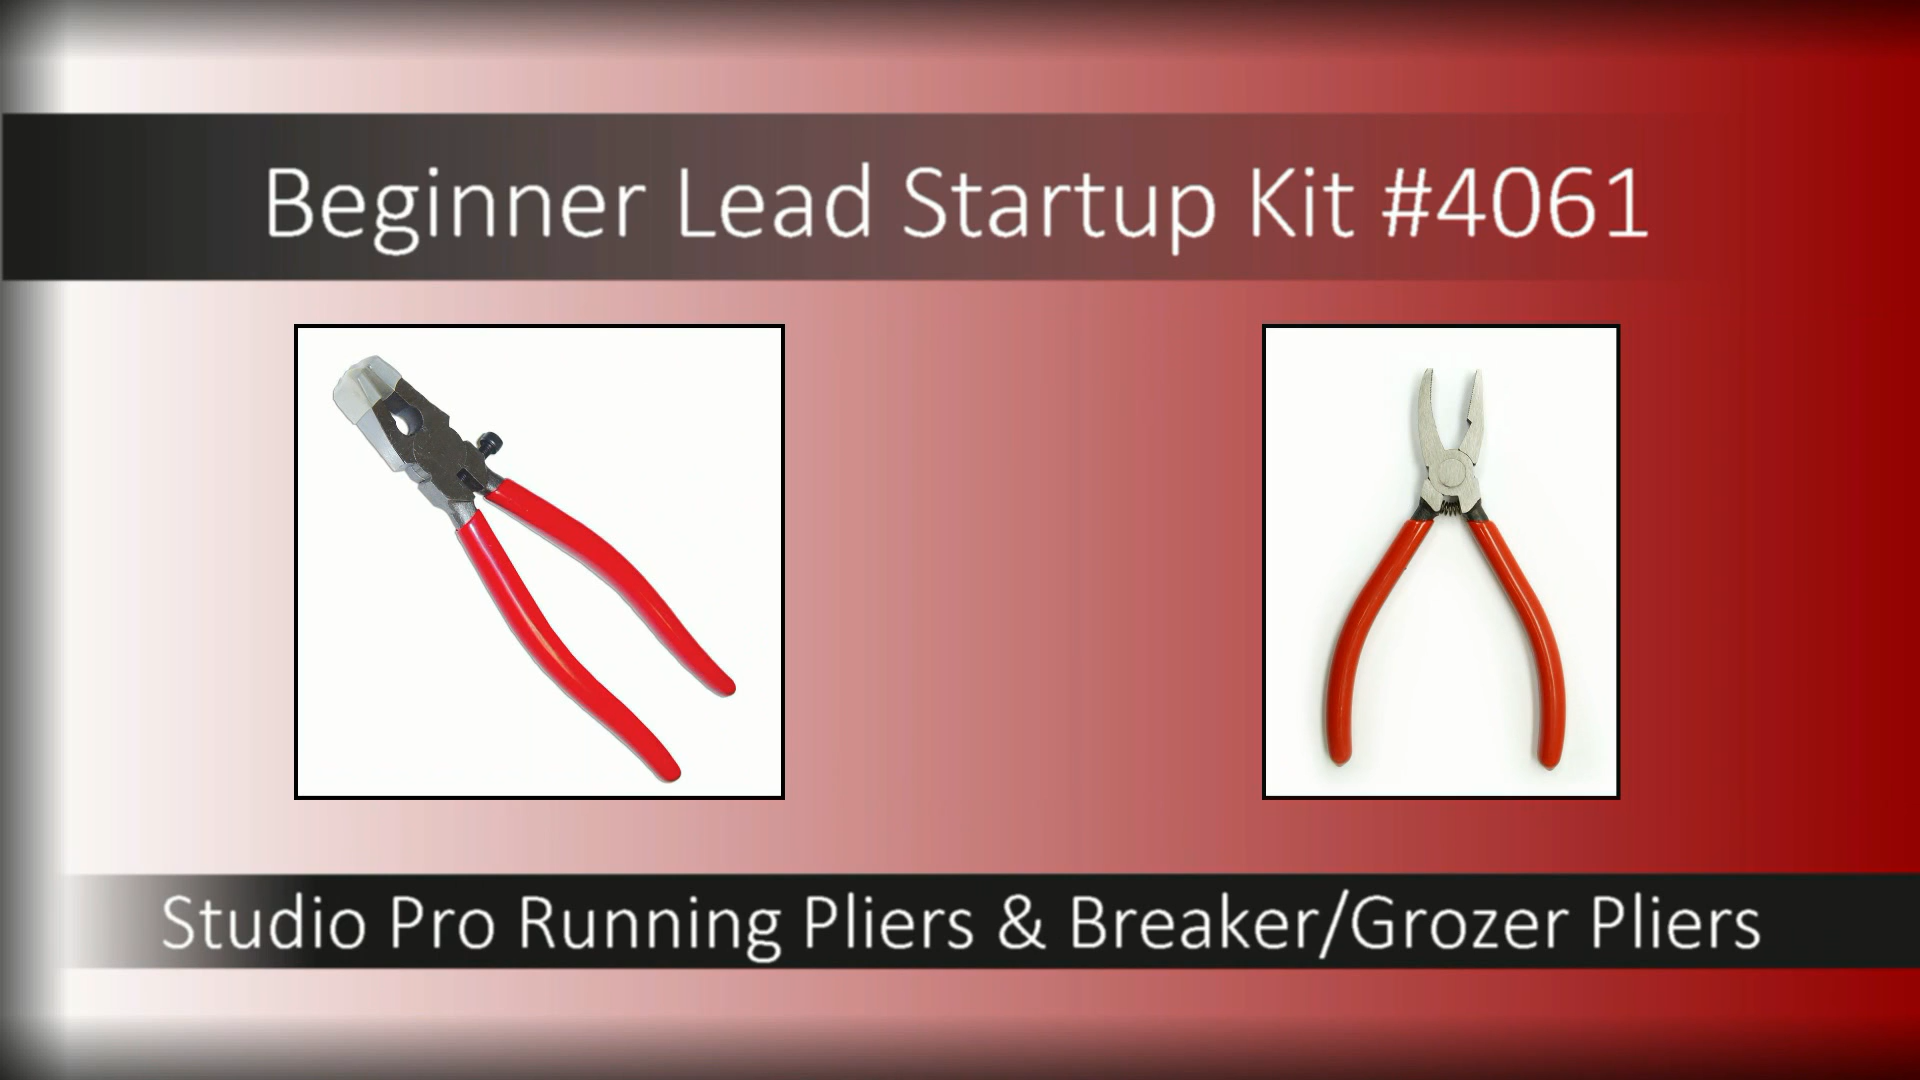 Beginner Lead Startup Kit #4061
Studio Pro Running Pliers & Breaker/Grozer Pliers